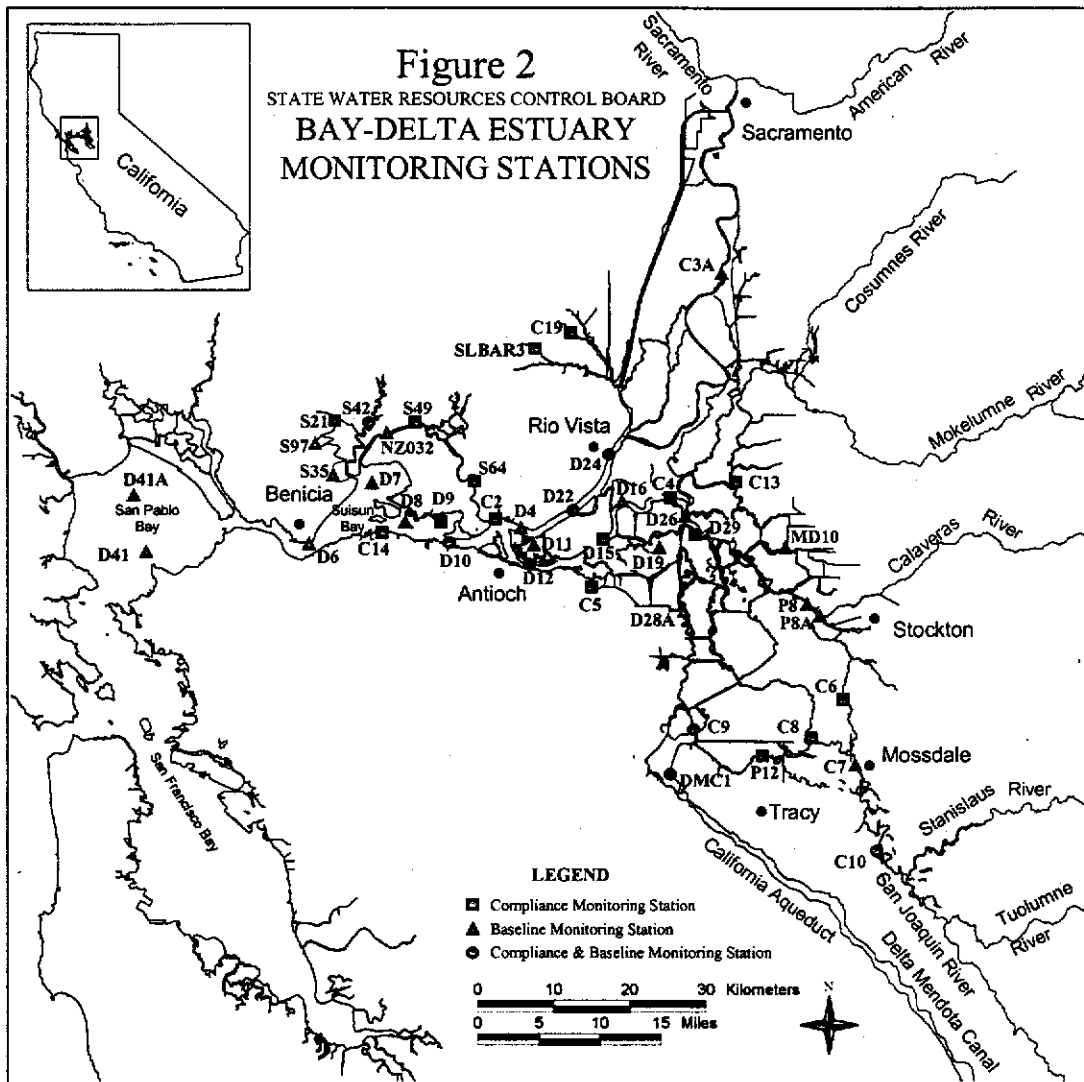 Figure 2
STATE WATER RESOURCES CONTROL BOARD
BAY-DELTA ESTUARY
MONITORING STATIONS
California
Sacramento
River
American River
Sacramento
Cosumnes River
C3A
C19
SLBAR3
Mokelumne River
S21
S42
S49
S97
NZ032
Rio Vista
D24
S35
D7
S64
D41A
San Pablo
Bay
Benicia
Suisun
Bay
D8
D9
C2
D4
D22
D16
C4
C13
D26
D29
MD10
Calaveras
River
D41
D6
C14
D10
D11
D12
D15
D19
Antioch
C5
D28A
P8
P8A
Stockton
C6
C9
C8
San Francisco Bay
DMC1
P12
C7
Mossdale
Tracy
Stanislaus River
C10
California Aqueduct
San Joaquin River
Delta Mendota Canal
Tuolumne
River
LEGEND
Compliance Monitoring Station
Baseline Monitoring Station
Compliance & Baseline Monitoring Station
0 10 20 30 Kilometers
0 5 10 15 Miles
N